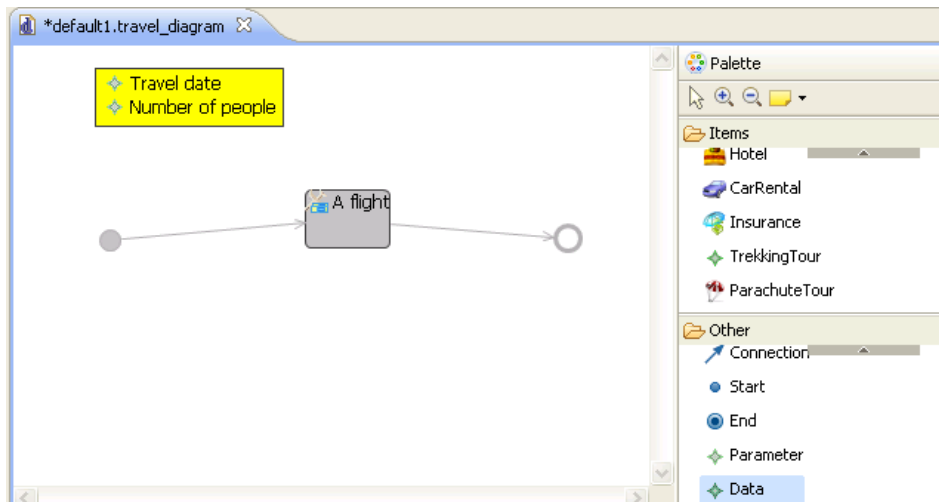 *default1.travel_diagram
Travel date
Number of people
A flight
Palette
Items
Hotel
CarRental
Insurance
TrekkingTour
ParachuteTour
Other
Connection
Start
End
Parameter
Data